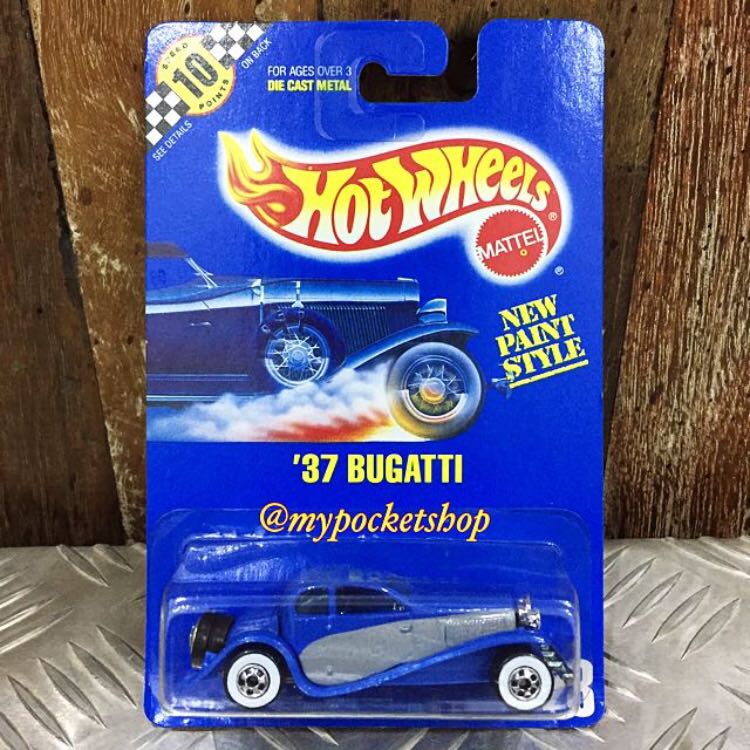 SPEED
10
POINTS
ON BACK
SEE DETAILS
FOR AGES OVER 3
DIE CAST METAL
HOT WHEELS®
MATTEL
®
NEW
PAINT
STYLE
'37 BUGATTI
@mypocketshop